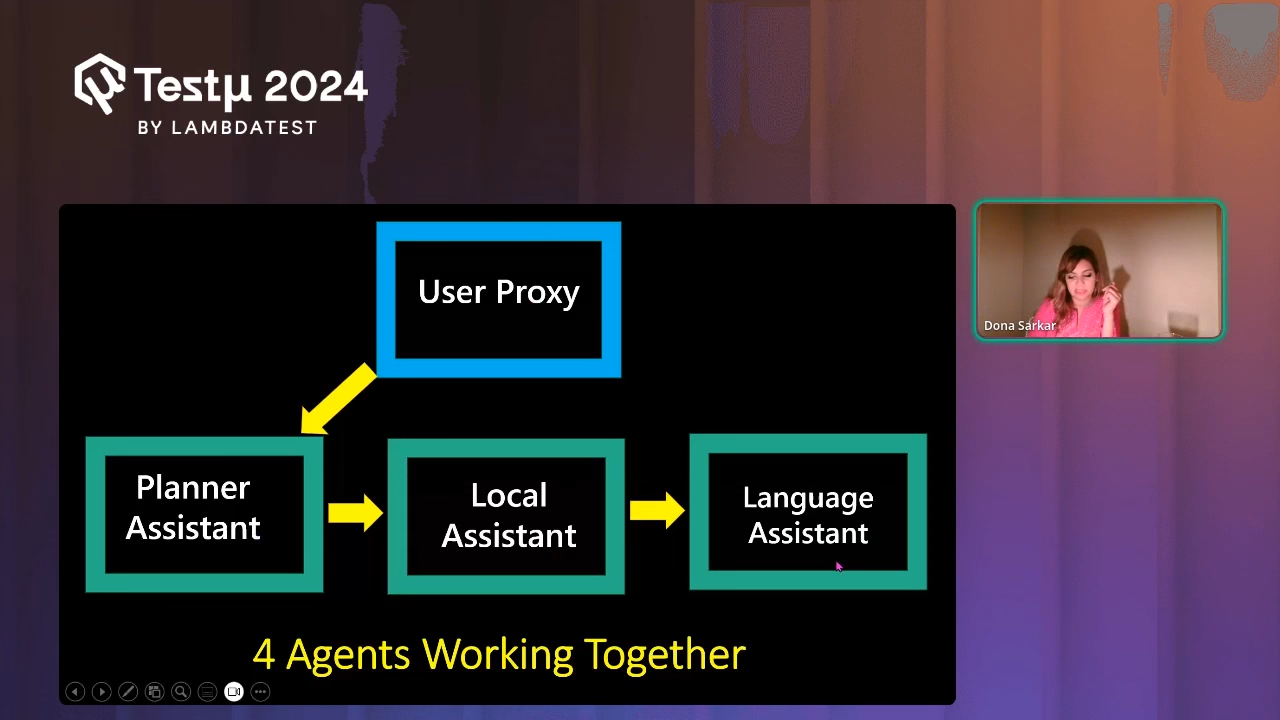 Testμ 2024
BY LAMBDATEST
User Proxy
Dona Sarkar
Planner
Assistant
Local
Assistant
Language
Assistant
4 Agents Working Together